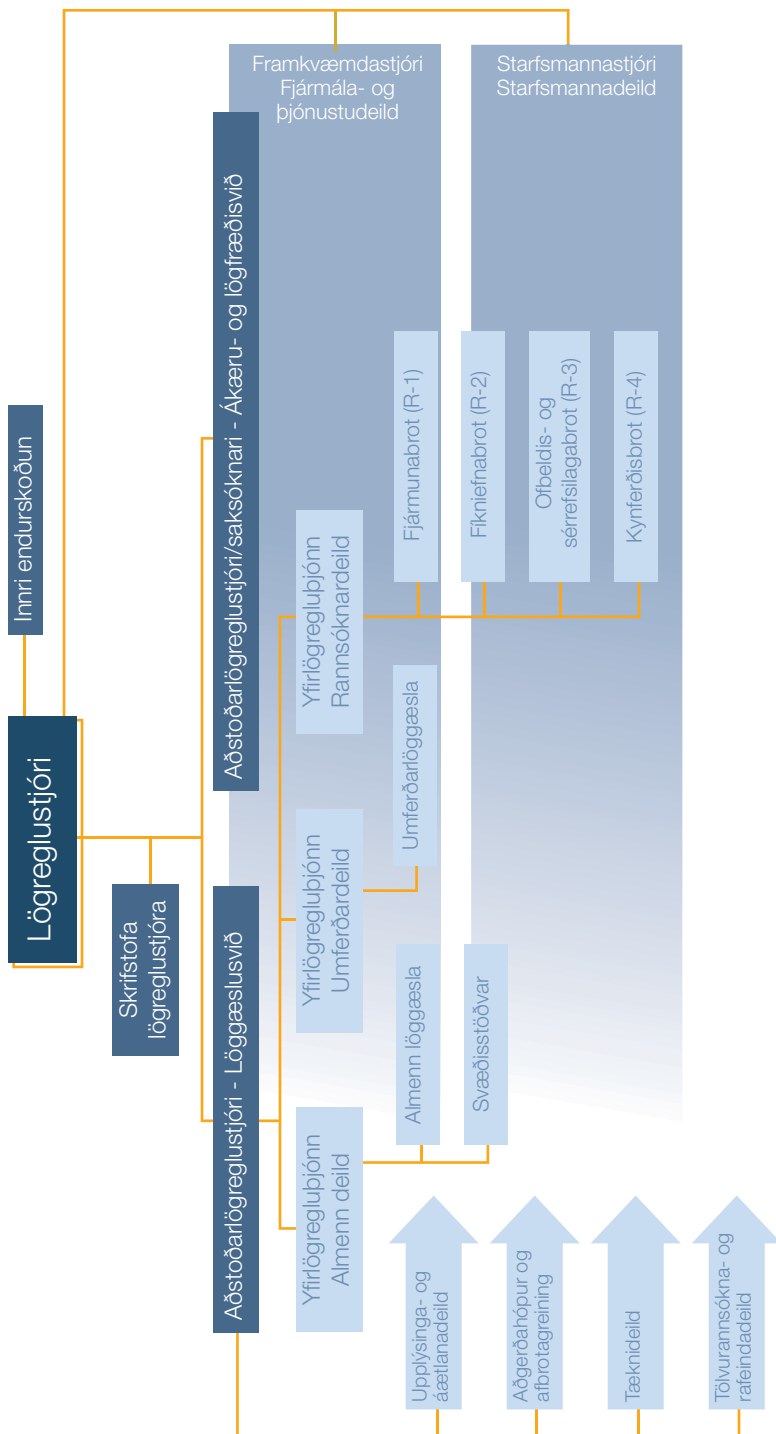 Lögreglustjóri
Innri endurskoðun
Skrifstofa
lögreglustjóra
Aðstoðarlögreglustjóri - Löggæslusvið
Aðstoðarlögreglustjóri/saksóknari - Ákæru- og lögfræðisvið
Framkvæmdastjóri
Fjármála- og
þjónustudeild
Starfsmannastjóri
Starfsmannadeild
Yfirlögregluþjónn
Almenn deild
Yfirlögregluþjónn
Umferðardeild
Yfirlögregluþjónn
Rannsóknardeild
Almenn löggæsla
Svæðisstöðvar
Umferðarlöggæsla
Fjármunabrot (R-1)
Fíkniefnabrot (R-2)
Ofbeldis- og
sérrefsilagabrot (R-3)
Kynferðisbrot (R-4)
Upplýsinga- og
áætlanadeild
Aðgerðahópur og
afbrotagreining
Tæknideild
Tölvurannsókna- og
rafeindadeild